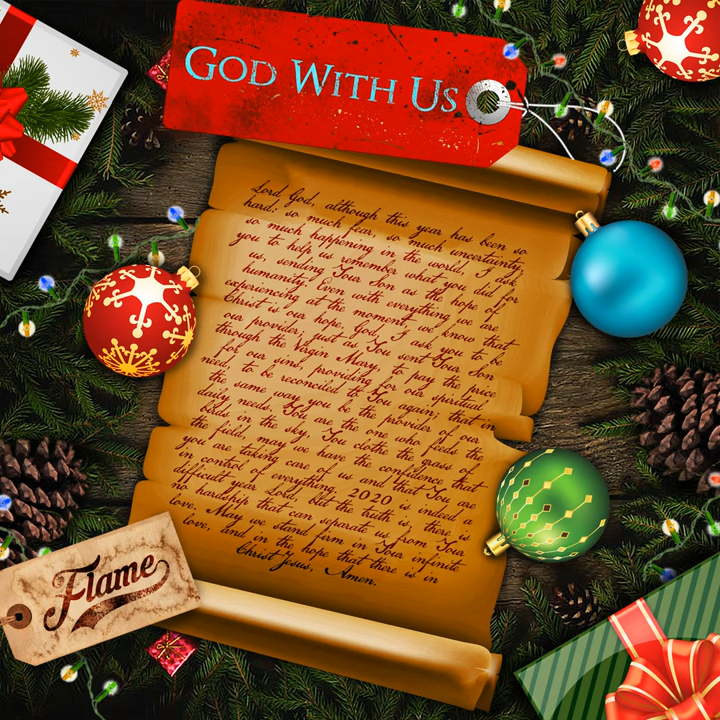 God With Us
Lord God, although this year has been so
hard; so much fear, so much uncertainty,
so much happening in the world, I ask
you to help us remember what you did for
us, sending Your Son as the hope of
humanity. Even with everything we are
experiencing at the moment, we know that
Christ is our hope. God, I ask you to be
our provider; just as You sent Your Son
through the Virgin Mary, to pay the price
for our sins, providing for our spiritual
need, to be reconciled to You again; that in
the same way you be the provider of our
daily needs. You are the one who feeds the
birds in the sky, You clothe the grass of
the field, may we have the confidence that
you are taking care of us and that You are
in control of everything. 2020 is indeed a
difficult year Lord, but the truth is, there is
no hardship that can separate us from Your
love. May we stand firm in Your infinite
love, and in the hope that there is in
Christ Jesus, Amen.
Flame